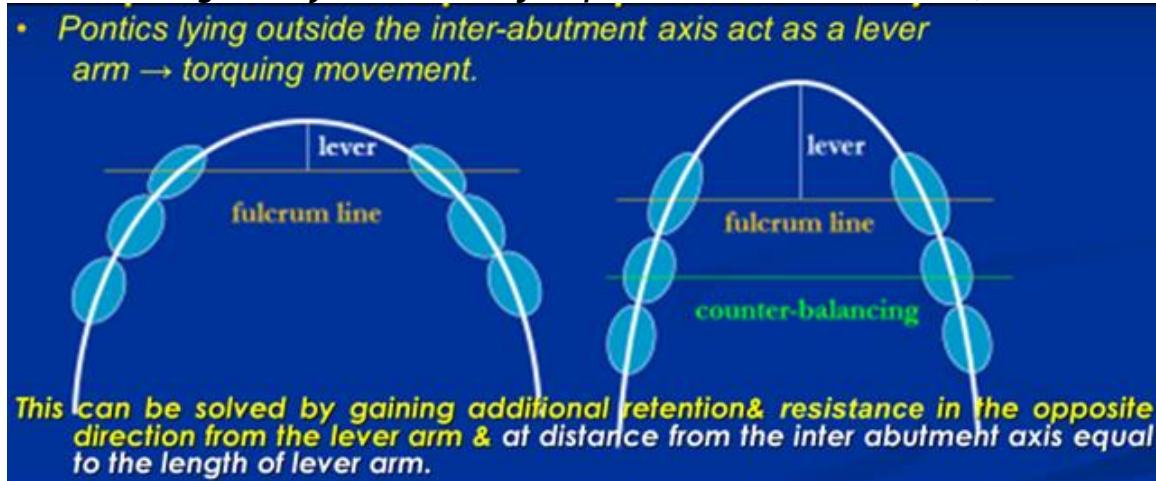 • Pontics lying outside the inter-abutment axis act as a lever
arm → torquing movement.
lever
fulcrum line
lever
fulcrum line
counter-balancing
This can be solved by gaining additional retention& resistance in the opposite
direction from the lever arm & at distance from the inter abutment axis equal
to the length of lever arm.